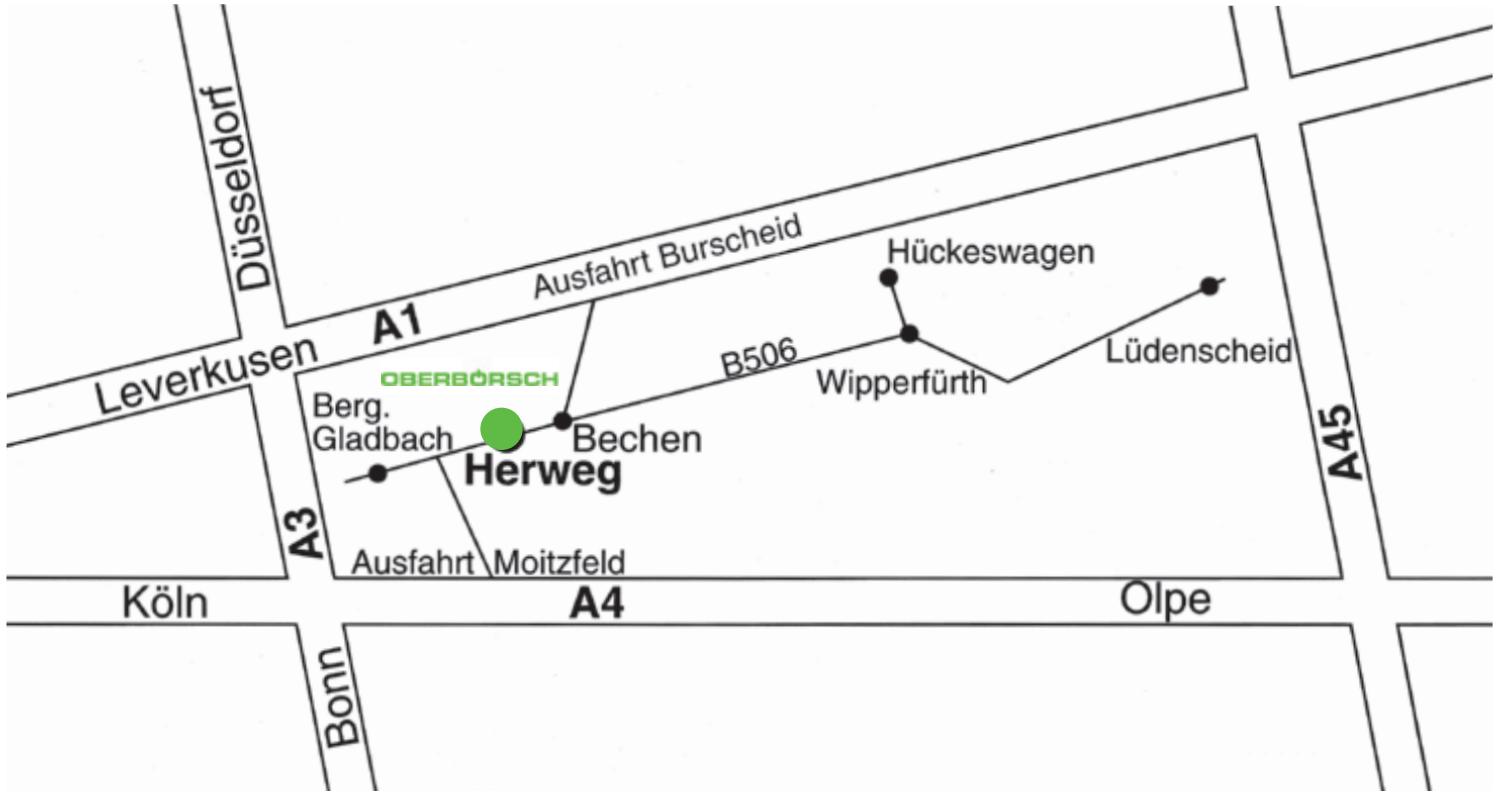 Düsseldorf
Ausfahrt Burscheid
Hückeswagen
A1
Leverkusen
B506
Lüdenscheid
OBERBÖRSCH
Wipperfürth
Berg.
Gladbach
Bechen
Herweg
A45
A3
Ausfahrt Moitzfeld
Köln
A4
Olpe
Bonn